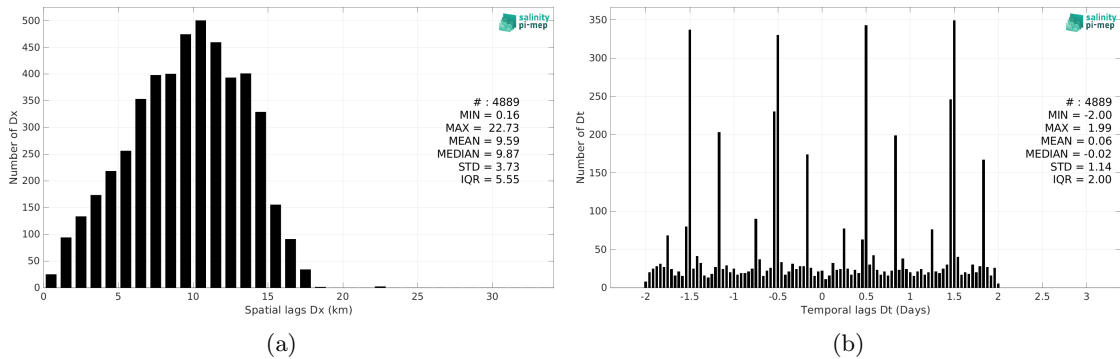 salinity
pi-mep
500
450
400
350
300
250
200
150
100
50
0
Number of Dx
# : 4889
MIN = 0.16
MAX = 22.73
MEAN = 9.59
MEDIAN = 9.87
STD = 3.73
IQR = 5.55
0 5 10 15 20 25 30
Spatial lags Dx (km)
(a)
salinity
pi-mep
350
300
250
200
150
100
50
0
Number of Dt
# : 4889
MIN = -2.00
MAX = 1.99
MEAN = 0.06
MEDIAN = -0.02
STD = 1.14
IQR = 2.00
-2 -1.5 -1 -0.5 0 0.5 1 1.5 2 2.5 3
Temporal lags Dt (Days)
(b)